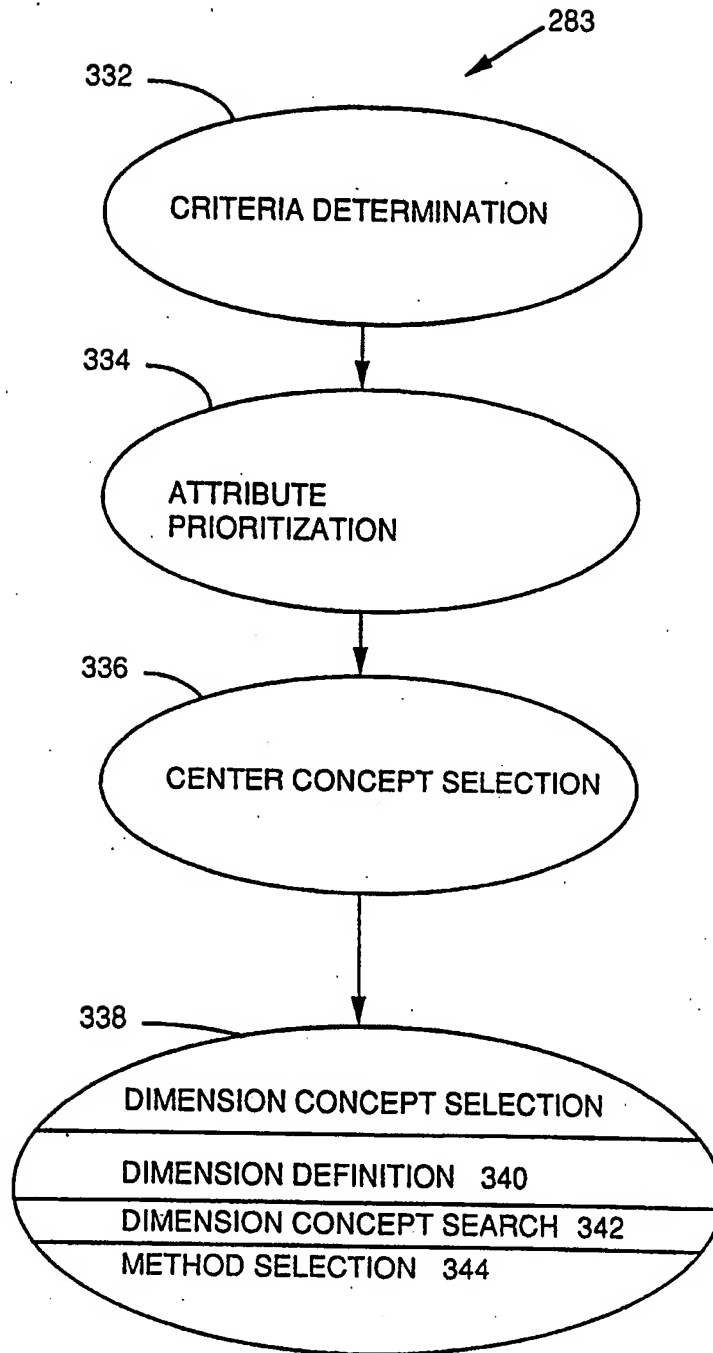 283
332
CRITERIA DETERMINATION
334
ATTRIBUTE
PRIORITIZATION
336
CENTER CONCEPT SELECTION
338
DIMENSION CONCEPT SELECTION
DIMENSION DEFINITION 340
DIMENSION CONCEPT SEARCH 342
METHOD SELECTION 344